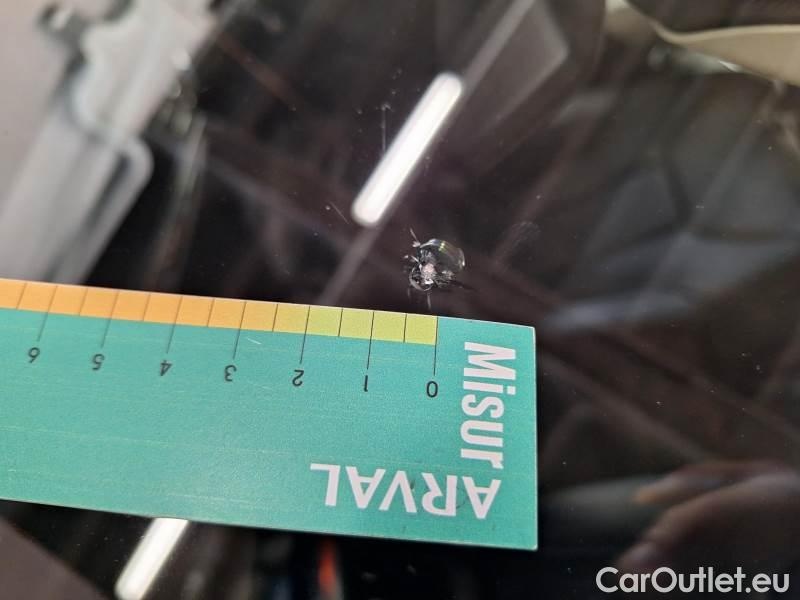 6 5 4 3 2 1 0
Misur
ARVAL
CarOutlet.eu